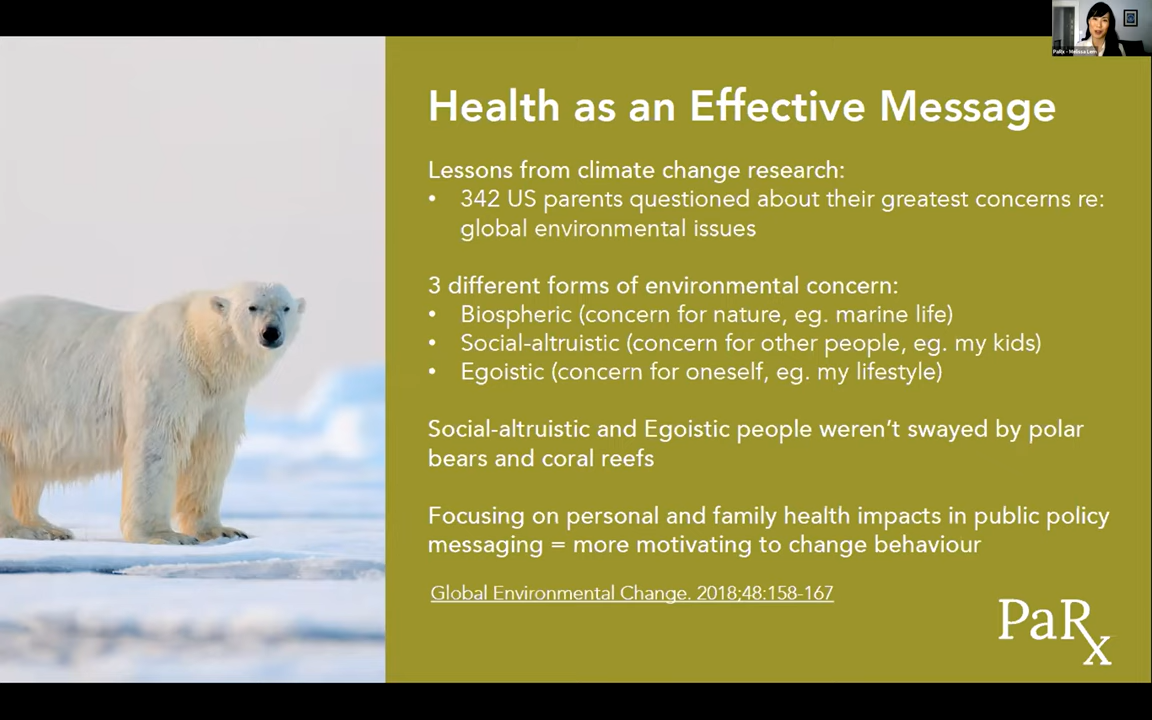 PaRx - Melissa Lem
Health as an Effective Message
Lessons from climate change research:
• 342 US parents questioned about their greatest concerns re:
global environmental issues
3 different forms of environmental concern:
• Biospheric (concern for nature, eg. marine life)
• Social-altruistic (concern for other people, eg. my kids)
• Egoistic (concern for oneself, eg. my lifestyle)
Social-altruistic and Egoistic people weren’t swayed by polar
bears and coral reefs
Focusing on personal and family health impacts in public policy
messaging = more motivating to change behaviour
Global Environmental Change. 2018;48:158-167
PaRx